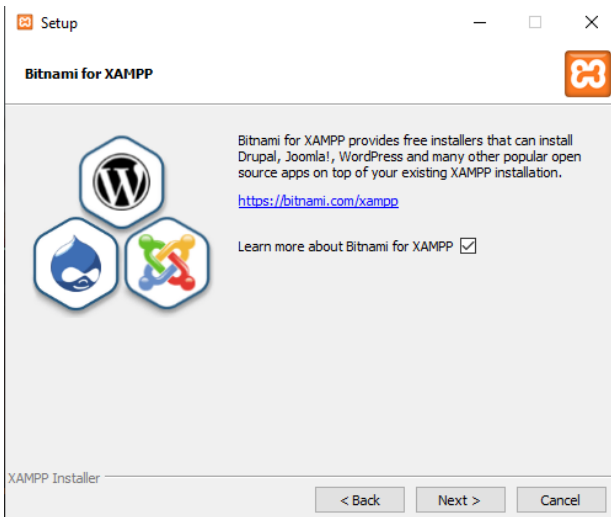 Setup
Bitnami for XAMPP
Bitnami for XAMPP provides free installers that can install
Drupal, Joomla!, WordPress and many other popular open
source apps on top of your existing XAMPP installation.
https://bitnami.com/xampp
Learn more about Bitnami for XAMPP
XAMPP Installer
< Back
Next >
Cancel